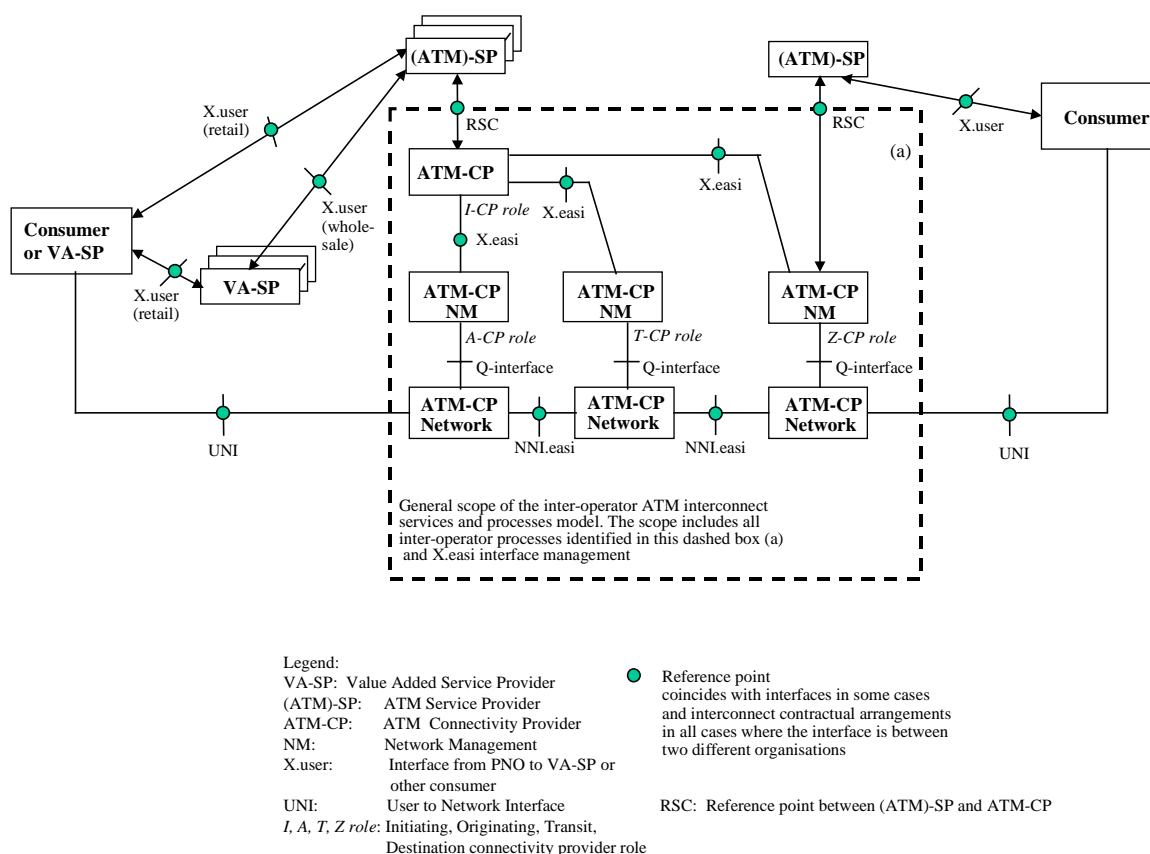 (ATM)-SP
(ATM)-SP
X.user
(retail)
RSC
RSC
X.user
Consumer
(a)
ATM-CP
X.easi
X.easi
I-CP role
X.user
(whole-
sale)
Consumer
or VA-SP
X.easi
VA-SP
X.user
(retail)
ATM-CP
NM
ATM-CP
NM
ATM-CP
NM
A-CP role
T-CP role
Z-CP role
Q-interface
Q-interface
Q-interface
ATM-CP
Network
ATM-CP
Network
ATM-CP
Network
UNI
NNI.easi
NNI.easi
UNI
General scope of the inter-operator ATM interconnect
services and processes model. The scope includes all
inter-operator processes identified in this dashed box (a)
and X.easi interface management
Legend:
VA-SP: Value Added Service Provider
(ATM)-SP: ATM Service Provider
ATM-CP: ATM Connectivity Provider
NM: Network Management
X.user: Interface from PNO to VA-SP or
other consumer
UNI: User to Network Interface
I, A, T, Z role: Initiating, Originating, Transit,
Destination connectivity provider role
Reference point
coincides with interfaces in some cases
and interconnect contractual arrangements
in all cases where the interface is between
two different organisations
RSC: Reference point between (ATM)-SP and ATM-CP